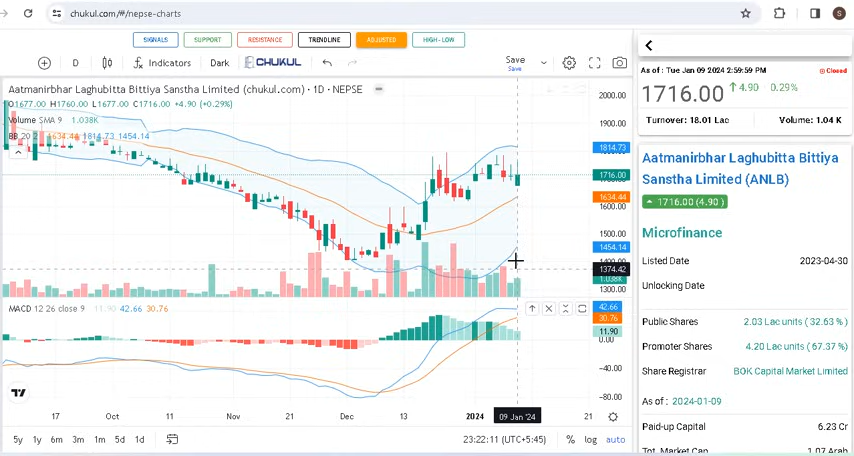 chukul.com/#/nepse-charts
S
SIGNALS SUPPORT RESISTANCE TRENDLINE ADJUSTED HIGH - LOW
D Indicators Dark CHUKUL Save
Save
Aatmanirbhar Laghubitta Bittiya Sanstha Limited (chukul.com) · 1D · NEPSE
O1677.00 H1760.00 L1677.00 C1716.00 +4.90 (+0.29%)
Volume SMA 9 1.038K
BB 20 2 1634.44 1814.73 1454.14
2000.00
1900.00
1814.73
1716.00
1634.44
1600.00
1500.00
1454.14
1400.00
1374.42
1.038K
1300.00
MACD 12 26 close 9 11.90 42.66 30.76
42.66
30.76
11.90
0.00
−40.00
−80.00
17 Oct 11 Nov 21 Dec 13 2024 09 Jan '24 21
5y 1y 6m 3m 1m 5d 1d 23:22:11 (UTC+5:45) % log auto
As of : Tue Jan 09 2024 2:59:59 PM Closed
1716.00 4.90 0.29%
Turnover: 18.01 Lac Volume: 1.04 K
Aatmanirbhar Laghubitta Bittiya
Sanstha Limited (ANLB)
1716.00 (4.90 )
Microfinance
Listed Date 2023-04-30
Unlocking Date
Public Shares 2.03 Lac units ( 32.63 % )
Promoter Shares 4.20 Lac units ( 67.37 % )
Share Registrar BOK Capital Market Limited
As of : 2024-01-09
Paid-up Capital 6.23 Cr
Tot. Market Cap 1.07 Arab